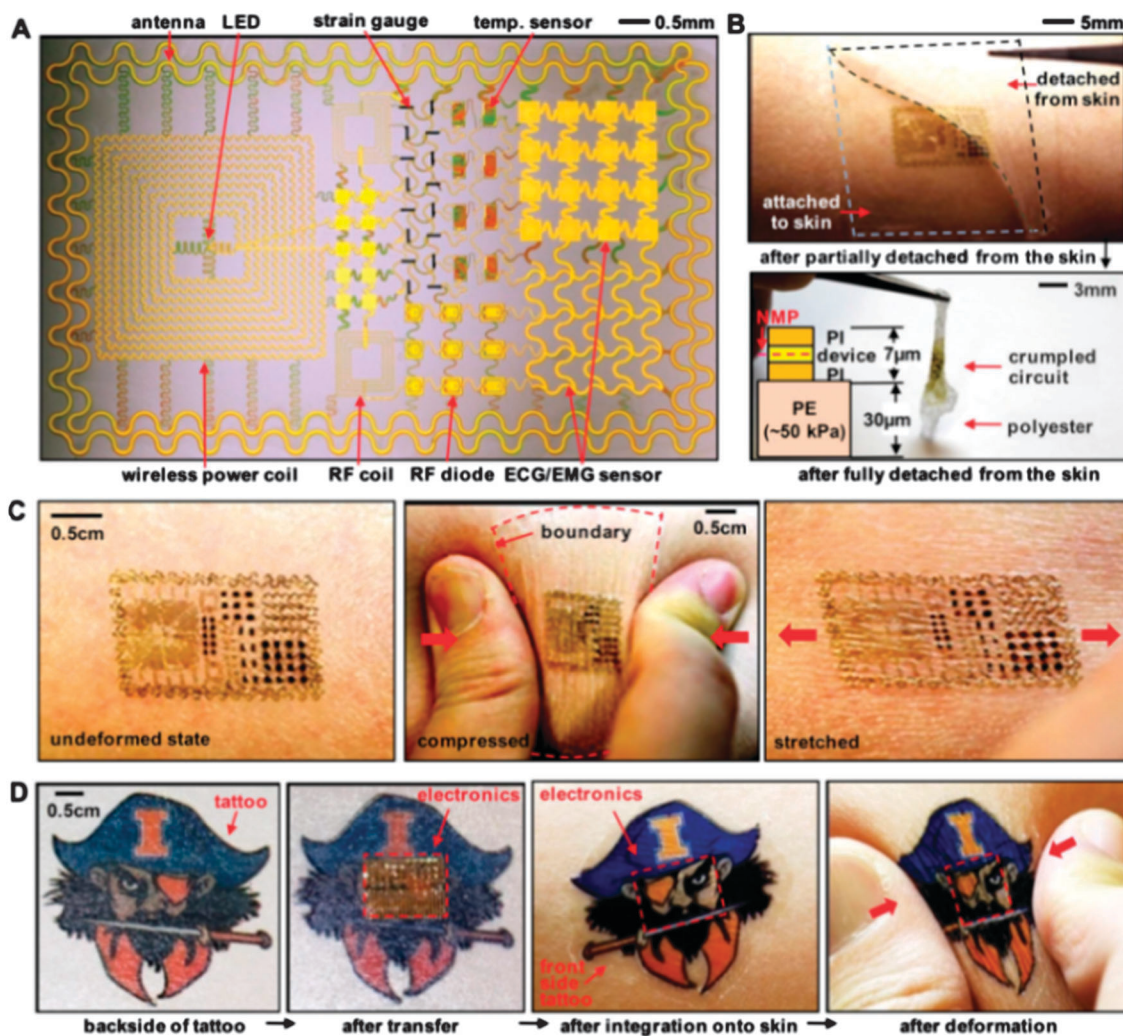 A
antenna LED strain gauge temp. sensor 0.5mm
wireless power coil RF coil RF diode ECG/EMG sensor
B
5mm
detached
from skin
attached
to skin
after partially detached from the skin
3mm
NMP
PI
device
PI
7μm
PE
(~50 kPa)
30μm
crumpled
circuit
polyester
after fully detached from the skin
C
0.5cm
undeformed state
0.5cm
boundary
compressed
stretched
D
0.5cm
tattoo
I
backside of tattoo
electronics
I
after transfer
electronics
I
front
side
tattoo
after integration onto skin
I
after deformation